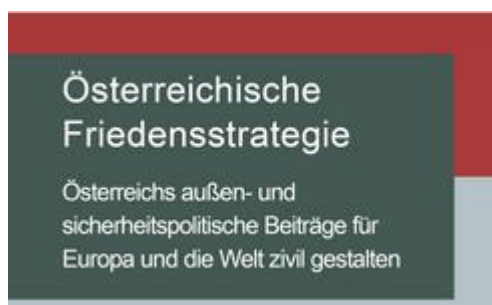 Österreichische
Friedensstrategie
Österreichs außen- und
sicherheitspolitische Beiträge für
Europa und die Welt zivil gestalten